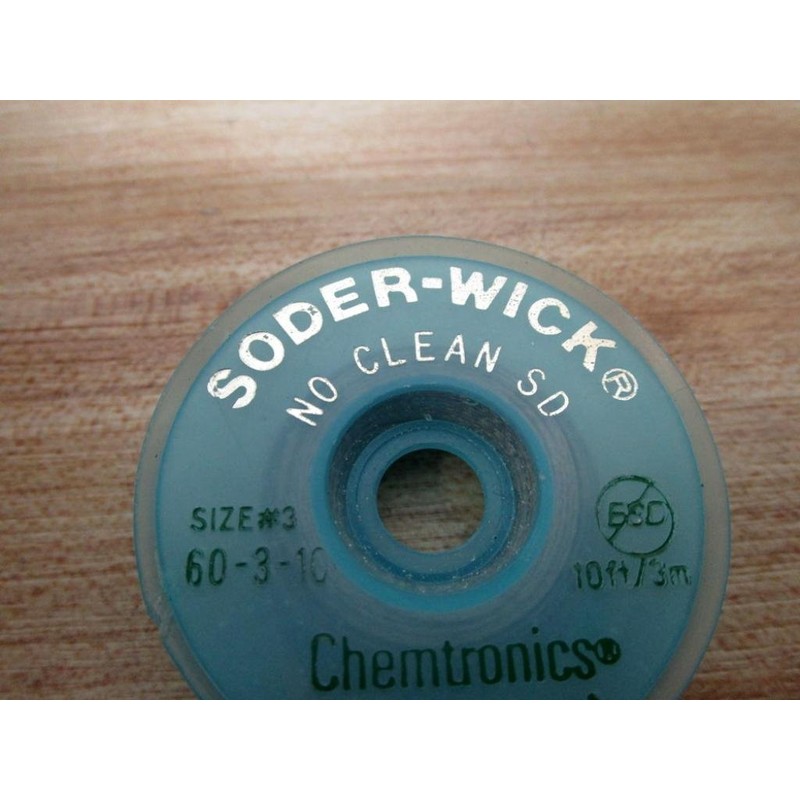 SODER-WICK®
NO CLEAN SD
SIZE #3
ESD
60-3-10
10ft/3m
Chemtronics®